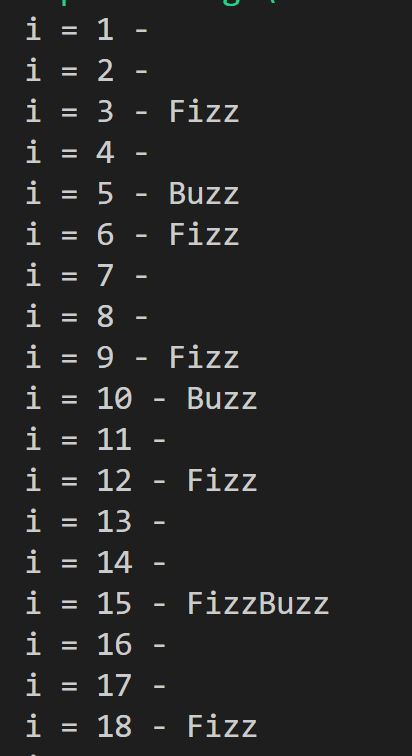 i = 1 -
i = 2 -
i = 3 - Fizz
i = 4 -
i = 5 - Buzz
i = 6 - Fizz
i = 7 -
i = 8 -
i = 9 - Fizz
i = 10 - Buzz
i = 11 -
i = 12 - Fizz
i = 13 -
i = 14 -
i = 15 - FizzBuzz
i = 16 -
i = 17 -
i = 18 - Fizz